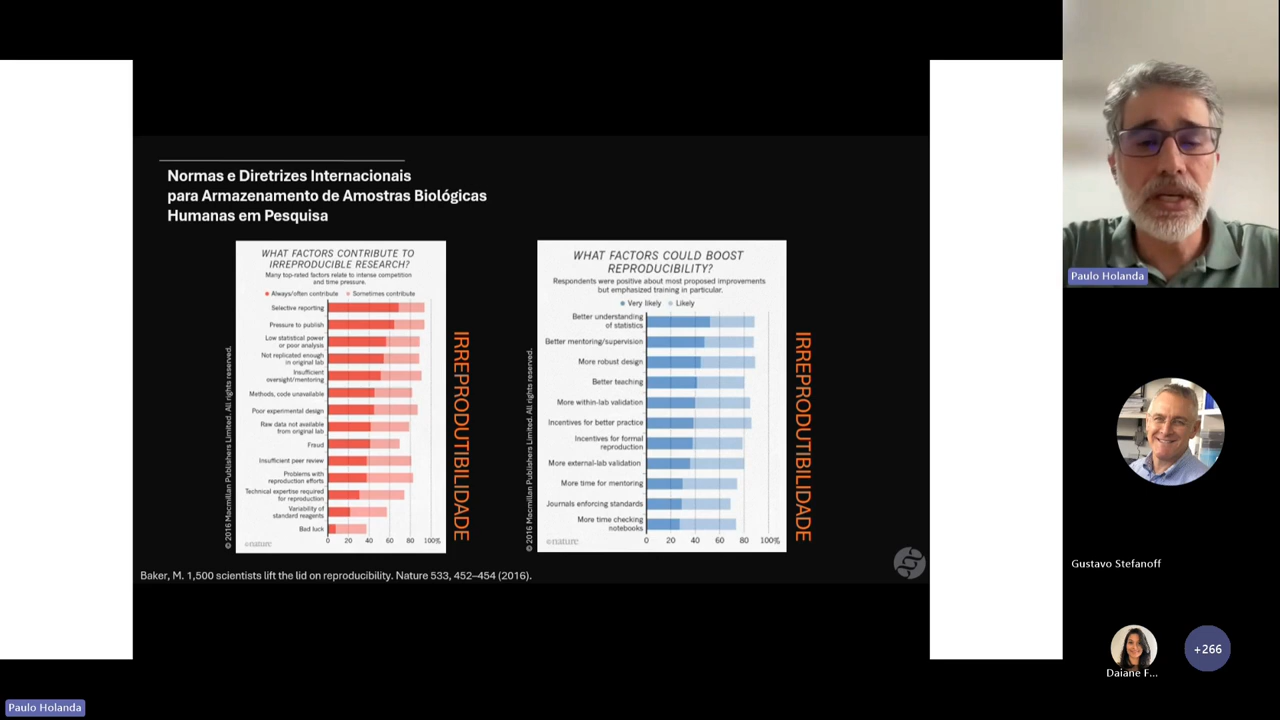 Normas e Diretrizes Internacionais
para Armazenamento de Amostras Biológicas
Humanas em Pesquisa
WHAT FACTORS CONTRIBUTE TO
IRREPRODUCIBLE RESEARCH?
Many top-rated factors relate to intense competition
and time pressure.
Always/often contribute Sometimes contribute
Selective reporting
Pressure to publish
Low statistical power
or poor analysis
Not replicated enough
in original lab
Insufficient
oversight/mentoring
Methods, code unavailable
Poor experimental design
Raw data not available
from original lab
Fraud
Insufficient peer review
Problems with
reproduction efforts
Technical expertise required
for reproduction
Variability of
standard reagents
Bad luck
0 20 40 60 80 100%
©nature
© 2016 Macmillan Publishers Limited. All rights reserved.
IRREPRODUTIBILIDADE
WHAT FACTORS COULD BOOST
REPRODUCIBILITY?
Respondents were positive about most proposed improvements
but emphasized training in particular.
Very likely Likely
Better understanding
of statistics
Better mentoring/supervision
More robust design
Better teaching
More within-lab validation
Incentives for better practice
Incentives for formal
reproduction
More external-lab validation
More time for mentoring
Journals enforcing standards
More time checking
notebooks
0 20 40 60 80 100%
©nature
© 2016 Macmillan Publishers Limited. All rights reserved.
IRREPRODUTIBILIDADE
Baker, M. 1,500 scientists lift the lid on reproducibility. Nature 533, 452–454 (2016).
Paulo Holanda
Gustavo Stefanoff
Daiane F...
+266
Paulo Holanda